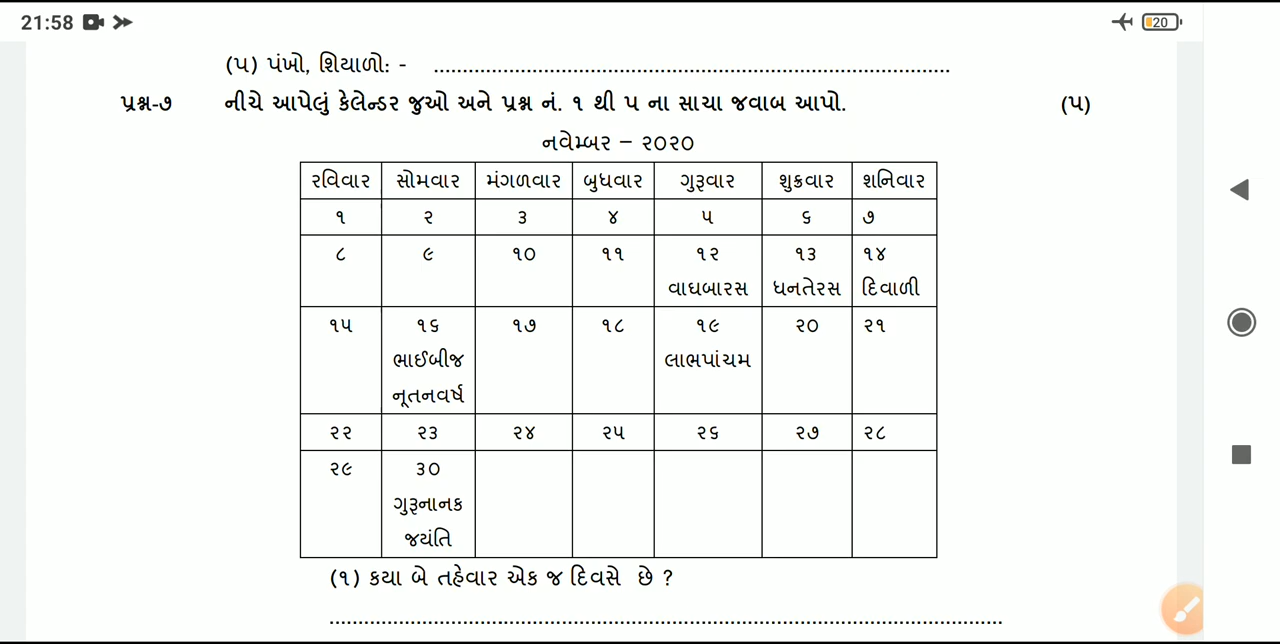 21:58
20
(૫) પંખો, શિયાળો: - ........................................................................................
પ્રશ્ન-૭ નીચે આપેલું કેલેન્ડર જુઓ અને પ્રશ્ન નં. ૧ થી ૫ ના સાચા જવાબ આપો. (૫)
નવેમ્બર – ૨૦૨૦
રવિવાર સોમવાર મંગળવાર બુધવાર ગુરૂવાર શુક્રવાર શનિવાર
૧ ૨ ૩ ૪ ૫ ૬ ૭
૮ ૯ ૧૦ ૧૧ ૧૨ ૧૩ ૧૪
વાઘબારસ ધનતેરસ દિવાળી
૧૫ ૧૬ ૧૭ ૧૮ ૧૯ ૨૦ ૨૧
ભાઈબીજ લાભપાંચમ
નૂતનવર્ષ
૨૨ ૨૩ ૨૪ ૨૫ ૨૬ ૨૭ ૨૮
૨૯ ૩૦
ગુરૂનાનક
જયંતિ
(૧) કયા બે તહેવાર એક જ દિવસે છે ?
..................................................................................................................